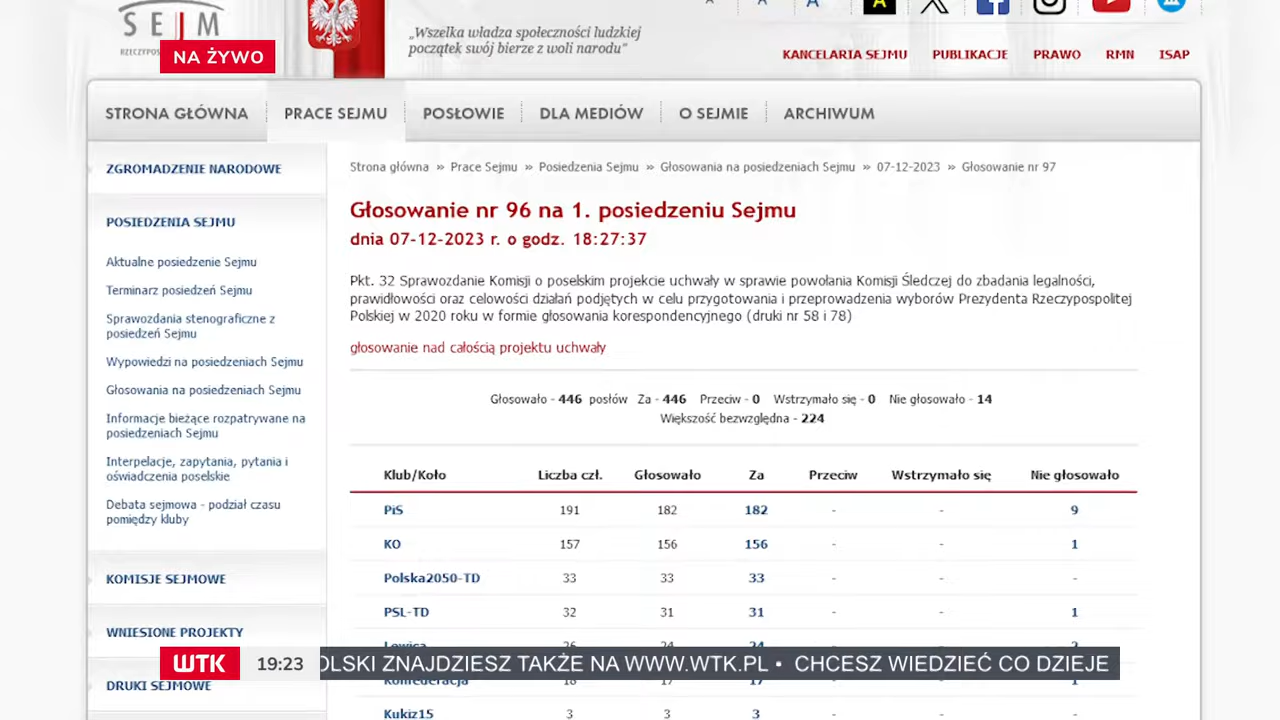 SEJM
NA ŻYWO
„Wszelka władza społeczności ludzkiej
początek swój bierze z woli narodu”
A A A A
KANCELARIA SEJMU PUBLIKACJE PRAWO RMN ISAP
STRONA GŁÓWNA PRACE SEJMU POSŁOWIE DLA MEDIÓW O SEJMIE ARCHIWUM
ZGROMADZENIE NARODOWE
POSIEDZENIA SEJMU
Aktualne posiedzenie Sejmu
Terminarz posiedzeń Sejmu
Sprawozdania stenograficzne z
posiedzeń Sejmu
Wypowiedzi na posiedzeniach Sejmu
Głosowania na posiedzeniach Sejmu
Informacje bieżące rozpatrywane na
posiedzeniach Sejmu
Interpelacje, zapytania, pytania i
oświadczenia poselskie
Debata sejmowa - podział czasu
pomiędzy kluby
KOMISJE SEJMOWE
WNIESIONE PROJEKTY
DRUKI SEJMOWE
Strona główna » Prace Sejmu » Posiedzenia Sejmu » Głosowania na posiedzeniach Sejmu » 07-12-2023 » Głosowanie nr 97
Głosowanie nr 96 na 1. posiedzeniu Sejmu
dnia 07-12-2023 r. o godz. 18:27:37
Pkt. 32 Sprawozdanie Komisji o poselskim projekcie uchwały w sprawie powołania Komisji Śledczej do zbadania legalności,
prawidłowości oraz celowości działań podjętych w celu przygotowania i przeprowadzenia wyborów Prezydenta Rzeczypospolitej
Polskiej w 2020 roku w formie głosowania korespondencyjnego (druki nr 58 i 78)
głosowanie nad całością projektu uchwały
Głosowało - 446 posłów Za - 446 Przeciw - 0 Wstrzymało się - 0 Nie głosowało - 14
Większość bezwzględna - 224
Klub/Koło Liczba czł. Głosowało Za Przeciw Wstrzymało się Nie głosowało
PiS 191 182 182 - - 9
KO 157 156 156 - - 1
Polska2050-TD 33 33 33 - - -
PSL-TD 32 31 31 - - 1
Lewica 26 24 24 - - 2
Konfederacja 18 17 17 - - 1
Kukiz15 3 3 3 - - -
WTK 19:23 OLSKI ZNAJDZIESZ TAKŻE NA WWW.WTK.PL • CHCESZ WIEDZIEĆ CO DZIEJE